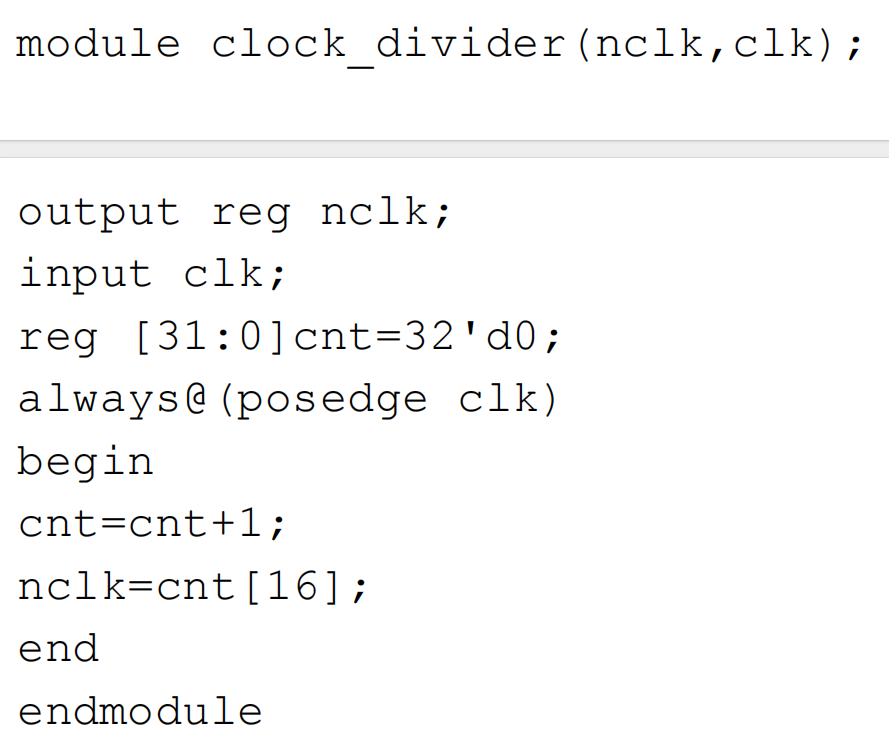 module clock_divider(nclk,clk);
output reg nclk;
input clk;
reg [31:0]cnt=32'd0;
always@(posedge clk)
begin
cnt=cnt+1;
nclk=cnt[16];
end
endmodule